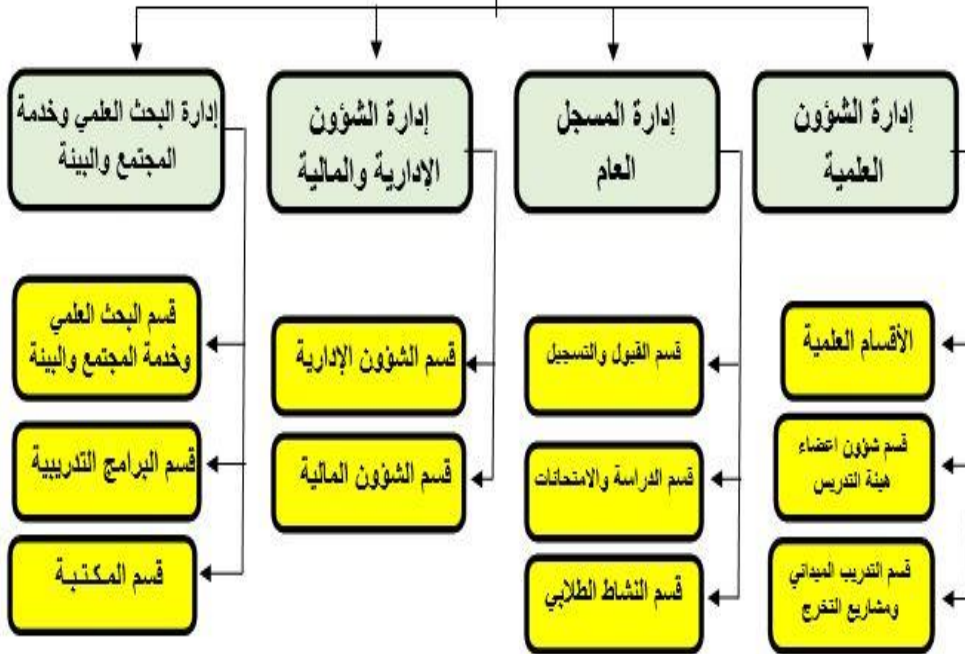 إدارة الشؤون
العلمية
إدارة المسجل
العام
إدارة الشؤون
الإدارية والمالية
إدارة البحث العلمي وخدمة
المجتمع والبيئة
الأقسام العلمية
قسم شؤون اعضاء
هيئة التدريس
قسم التدريب الميداني
ومشاريع التخرج
قسم القبول والتسجيل
قسم الدراسة والامتحانات
قسم النشاط الطلابي
قسم الشؤون الإدارية
قسم الشؤون المالية
قسم البحث العلمي
وخدمة المجتمع والبيئة
قسم البرامج التدريبية
قسم المكتبة